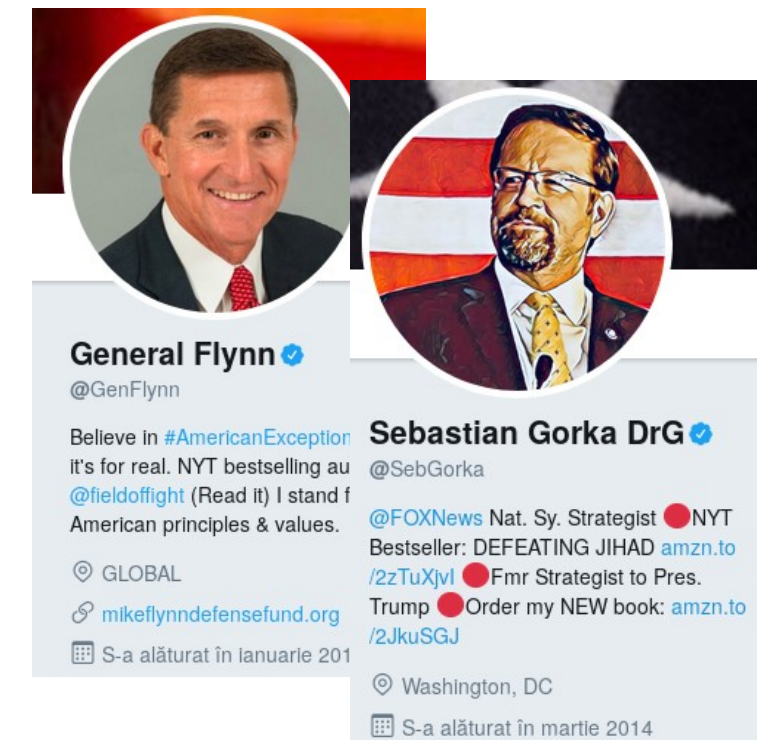 General Flynn
@GenFlynn
Believe in #AmericanException
it's for real. NYT bestselling au
@fieldoffight (Read it) I stand f
American principles & values.
GLOBAL
mikeflynndefensefund.org
S-a alăturat în ianuarie 201
Sebastian Gorka DrG
@SebGorka
@FOXNews Nat. Sy. Strategist 🔴NYT
Bestseller: DEFEATING JIHAD amzn.to
/2zTuXjvI 🔴Fmr Strategist to Pres.
Trump 🔴Order my NEW book: amzn.to
/2JkuSGJ
Washington, DC
S-a alăturat în martie 2014